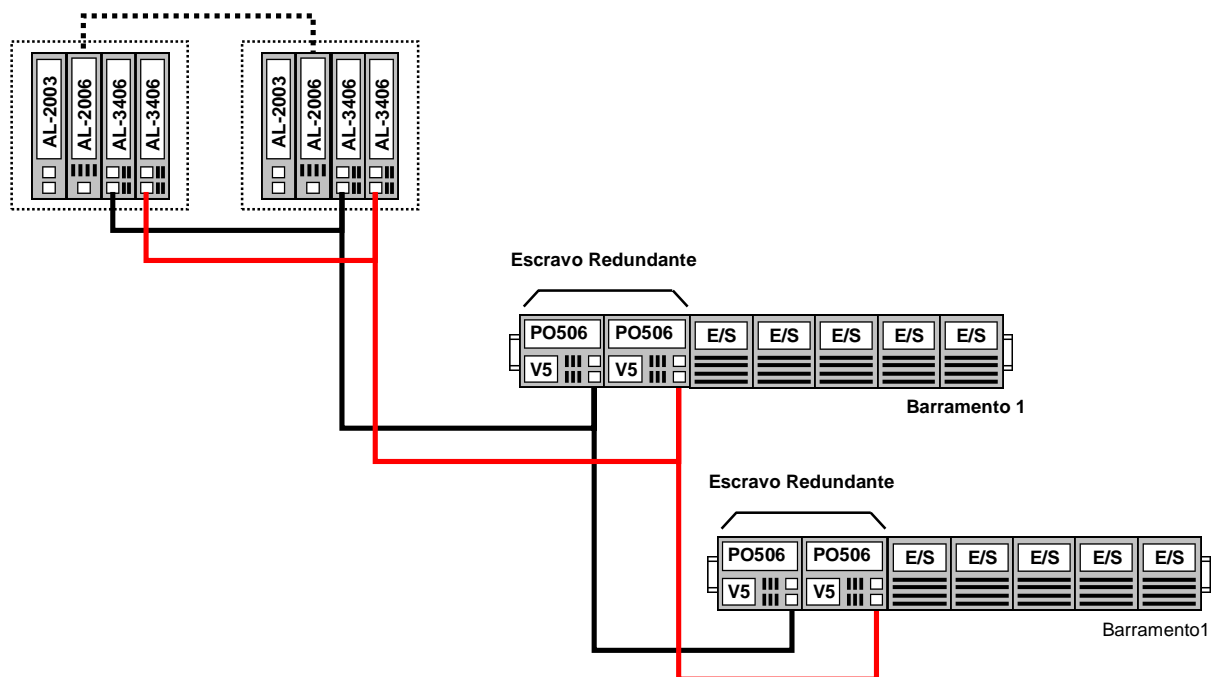 AL-2003
AL-2006
AL-3406
AL-3406
AL-2003
AL-2006
AL-3406
AL-3406
Escravo Redundante
PO506 PO506 E/S E/S E/S E/S E/S
V5 V5
Barramento 1
Escravo Redundante
PO506 PO506 E/S E/S E/S E/S E/S
V5 V5
Barramento1